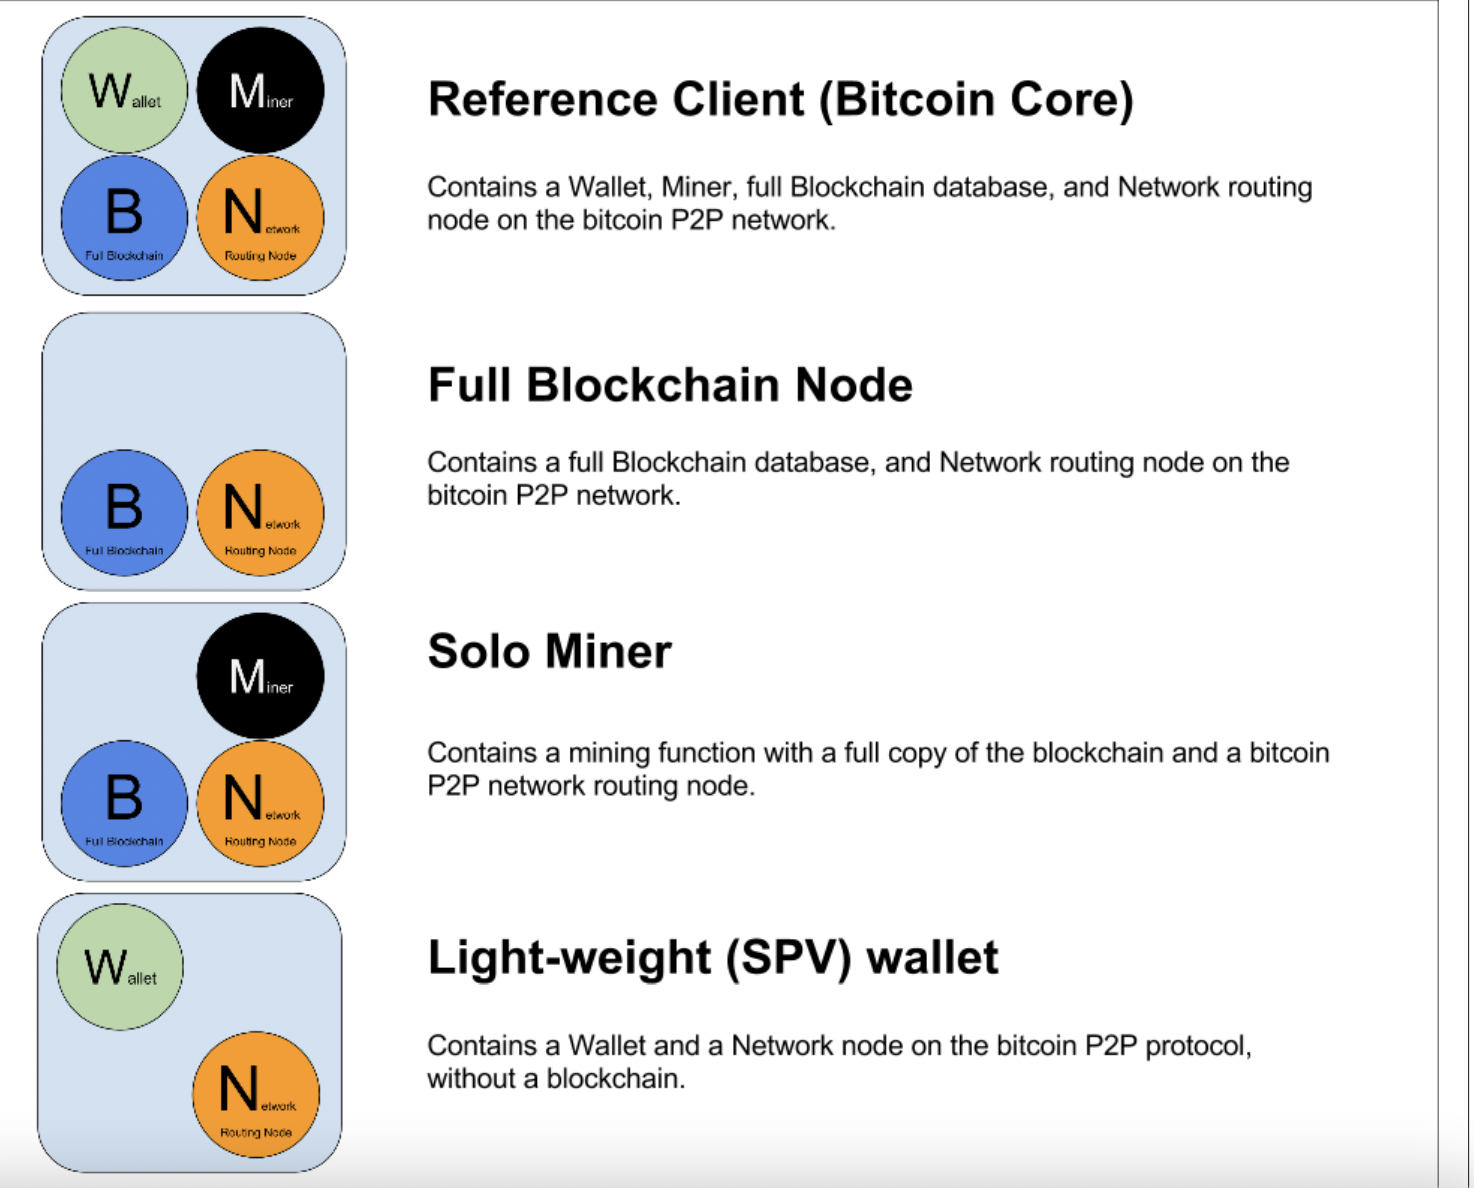 Wallet
Miner
B
Full Blockchain
Network
Routing Node
Reference Client (Bitcoin Core)
Contains a Wallet, Miner, full Blockchain database, and Network routing
node on the bitcoin P2P network.
B
Full Blockchain
Network
Routing Node
Full Blockchain Node
Contains a full Blockchain database, and Network routing node on the
bitcoin P2P network.
Miner
B
Full Blockchain
Network
Routing Node
Solo Miner
Contains a mining function with a full copy of the blockchain and a bitcoin
P2P network routing node.
Wallet
Network
Routing Node
Light-weight (SPV) wallet
Contains a Wallet and a Network node on the bitcoin P2P protocol,
without a blockchain.